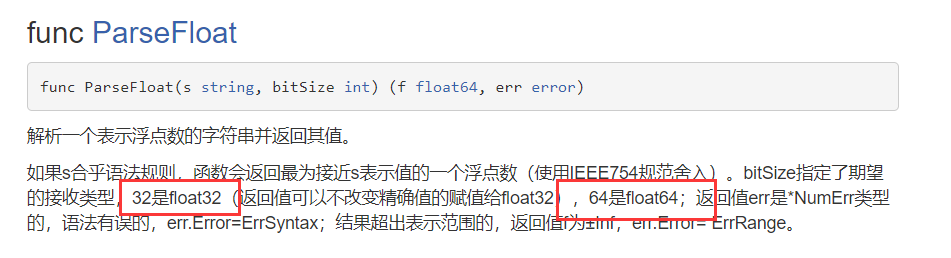 func ParseFloat
func ParseFloat(s string, bitSize int) (f float64, err error)
解析一个表示浮点数的字符串并返回其值。
如果s合乎语法规则，函数会返回最为接近s表示值的一个浮点数（使用IEEE754规范舍入）。bitSize指定了期望
的接收类型，32是float32（返回值可以不改变精确值的赋值给float32），64是float64；返回值err是*NumErr类型
的，语法有误的，err.Error=ErrSyntax；结果超出表示范围的，返回值f为±Inf，err.Error= ErrRange。